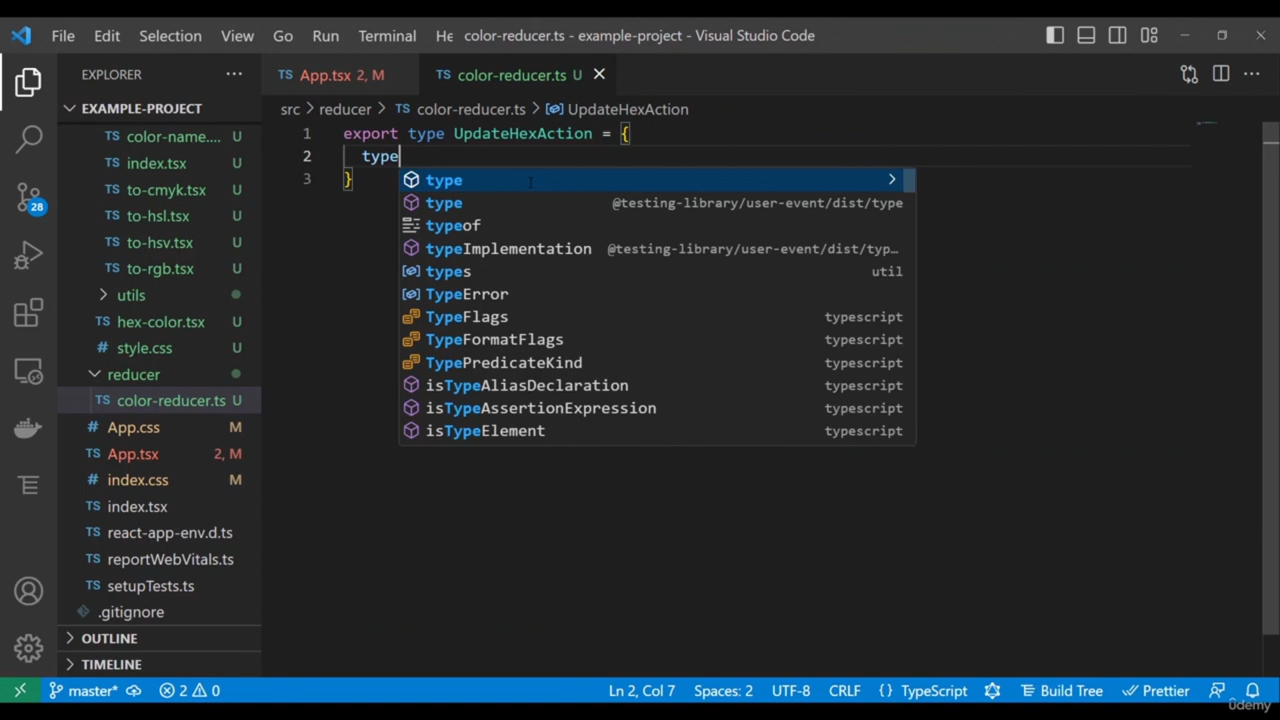 File Edit Selection View Go Run Terminal He color-reducer.ts - example-project - Visual Studio Code
EXPLORER
TS App.tsx 2, M
TS color-reducer.ts U
EXAMPLE-PROJECT
src > reducer > TS color-reducer.ts > UpdateHexAction
TS color-name.... U
TS index.tsx U
TS to-cmyk.tsx U
TS to-hsl.tsx U
TS to-hsv.tsx U
TS to-rgb.tsx U
utils
TS hex-color.tsx U
# style.css U
reducer
TS color-reducer.ts U
# App.css M
TS App.tsx 2, M
# index.css M
TS index.tsx
TS react-app-env.d.ts
TS reportWebVitals.ts
TS setupTests.ts
.gitignore
OUTLINE
TIMELINE
28
1 export type UpdateHexAction = {
2 type
3 }
type
type @testing-library/user-event/dist/type
typeof
typeImplementation @testing-library/user-event/dist/typ...
types util
TypeError
TypeFlags typescript
TypeFormatFlags typescript
TypePredicateKind typescript
isTypeAliasDeclaration typescript
isTypeAssertionExpression typescript
isTypeElement typescript
master* 2 0 Ln 2, Col 7 Spaces: 2 UTF-8 CRLF { } TypeScript Build Tree Prettier
ûdemy